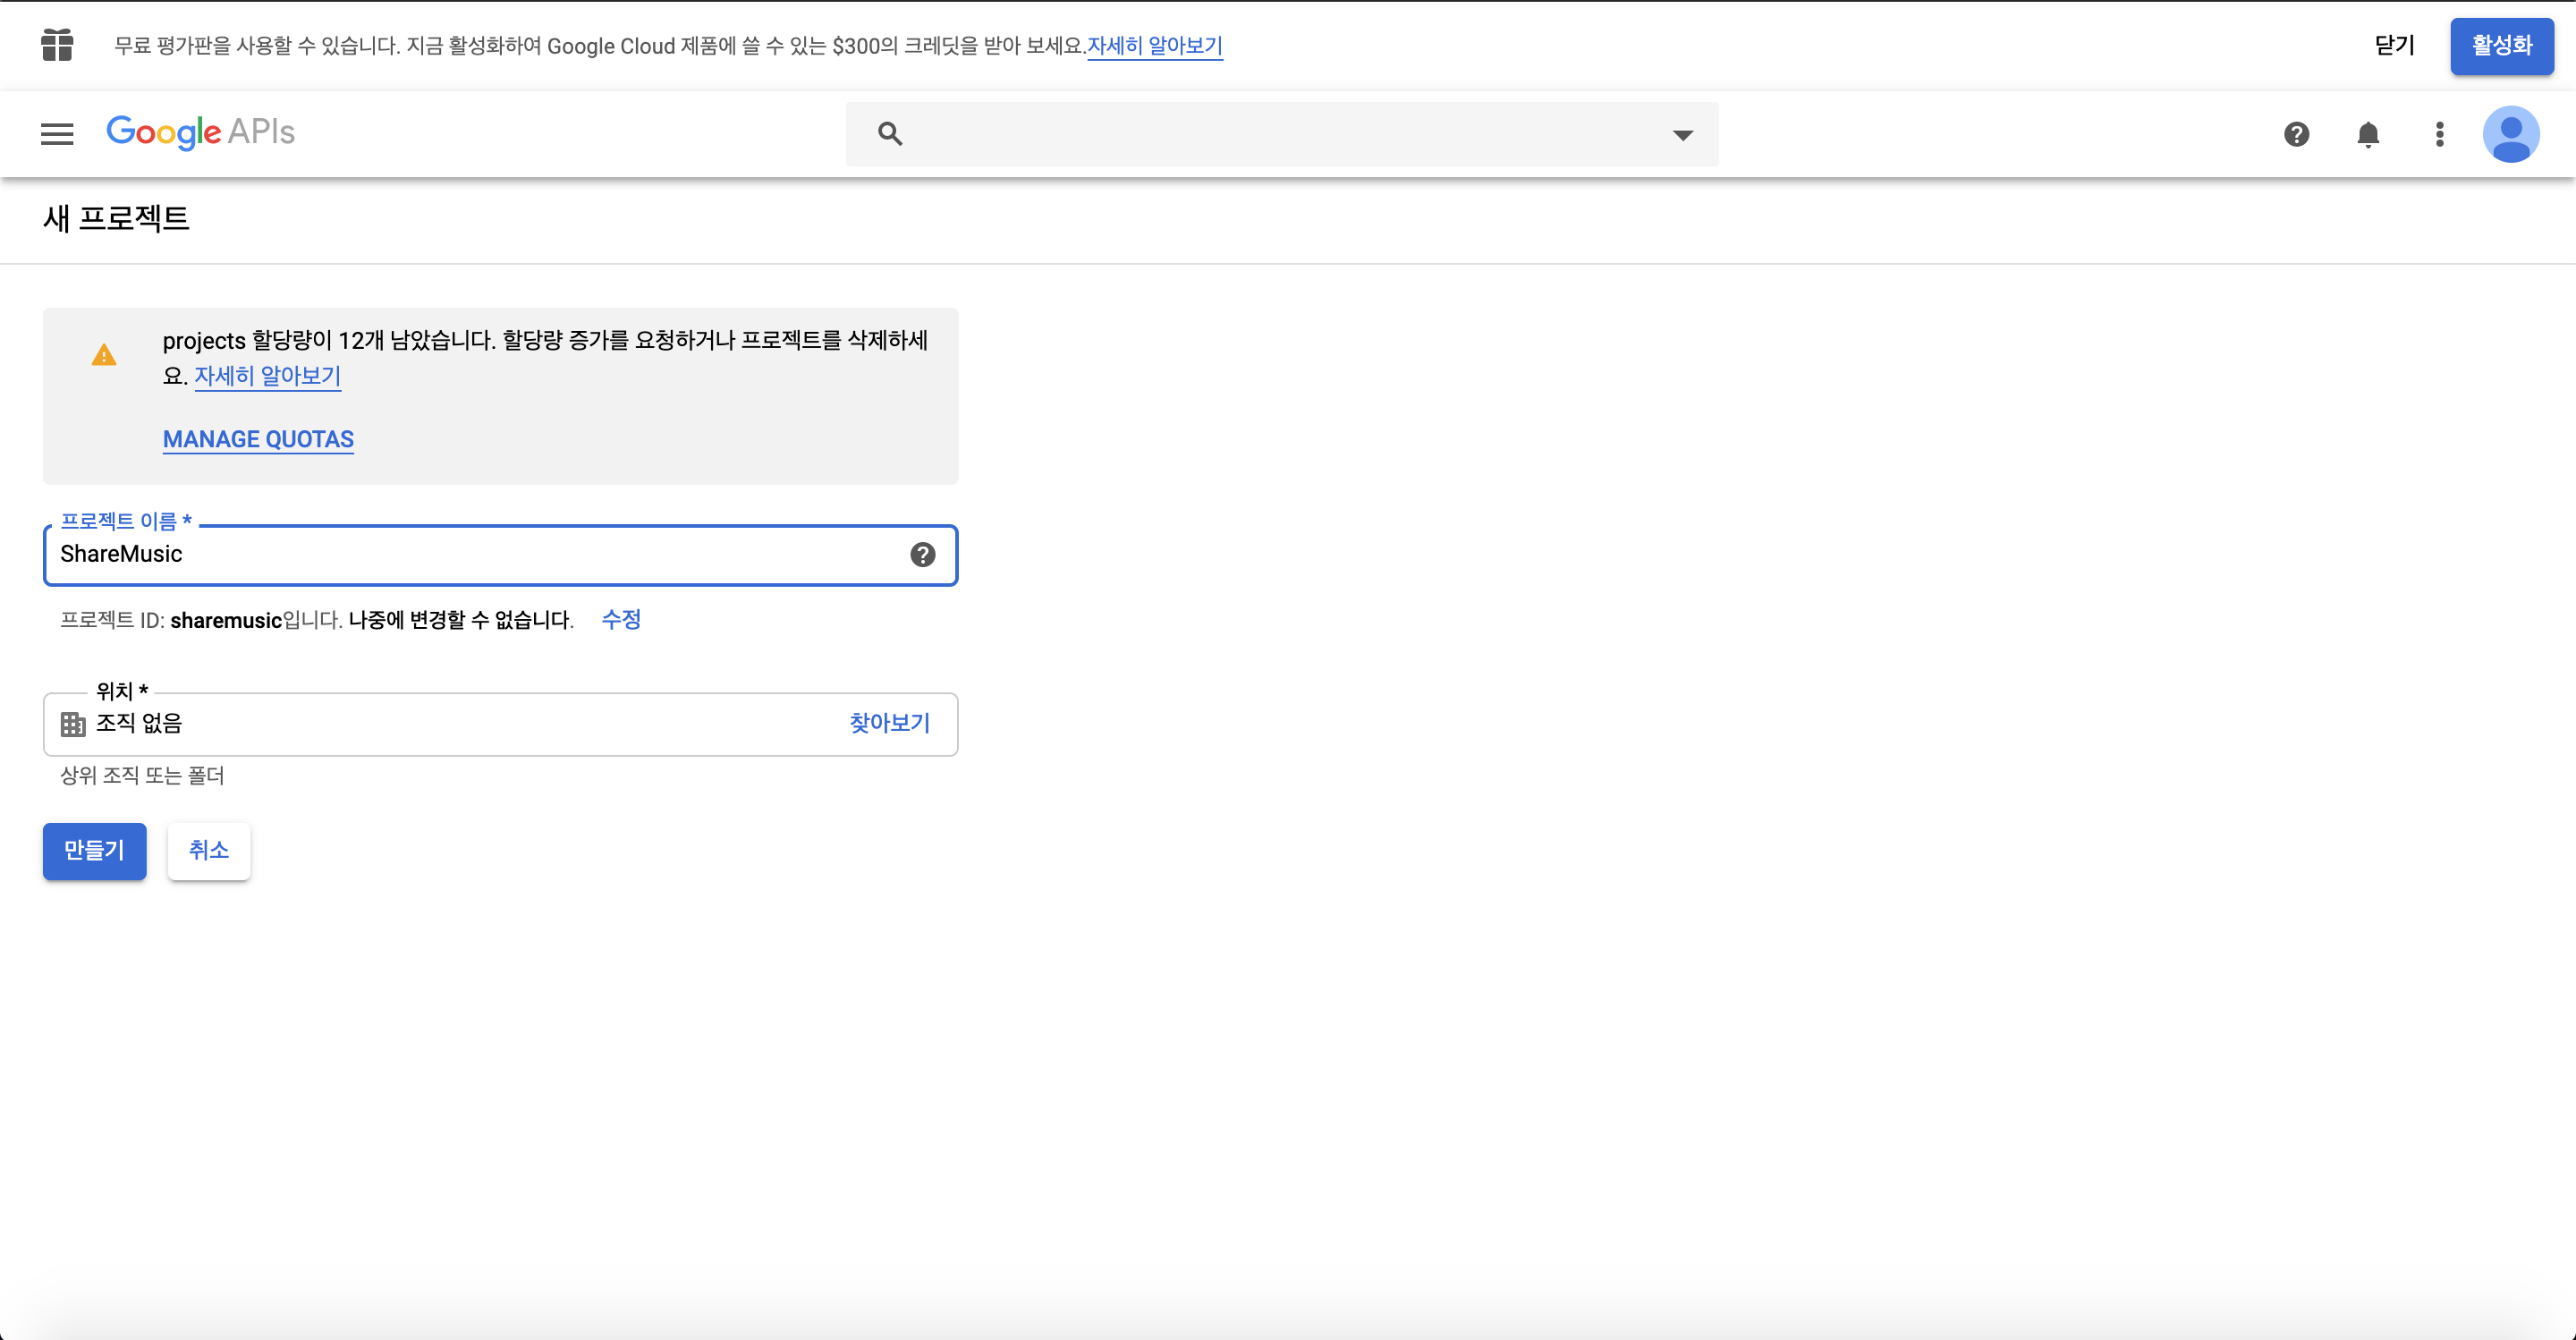 무료 평가판을 사용할 수 있습니다. 지금 활성화하여 Google Cloud 제품에 쓸 수 있는 $300의 크레딧을 받아 보세요.자세히 알아보기
닫기
활성화
Google APIs
새 프로젝트
projects 할당량이 12개 남았습니다. 할당량 증가를 요청하거나 프로젝트를 삭제하세
요. 자세히 알아보기
MANAGE QUOTAS
프로젝트 이름 *
ShareMusic
프로젝트 ID: sharemusic입니다. 나중에 변경할 수 없습니다. 수정
위치 *
조직 없음
찾아보기
상위 조직 또는 폴더
만들기
취소